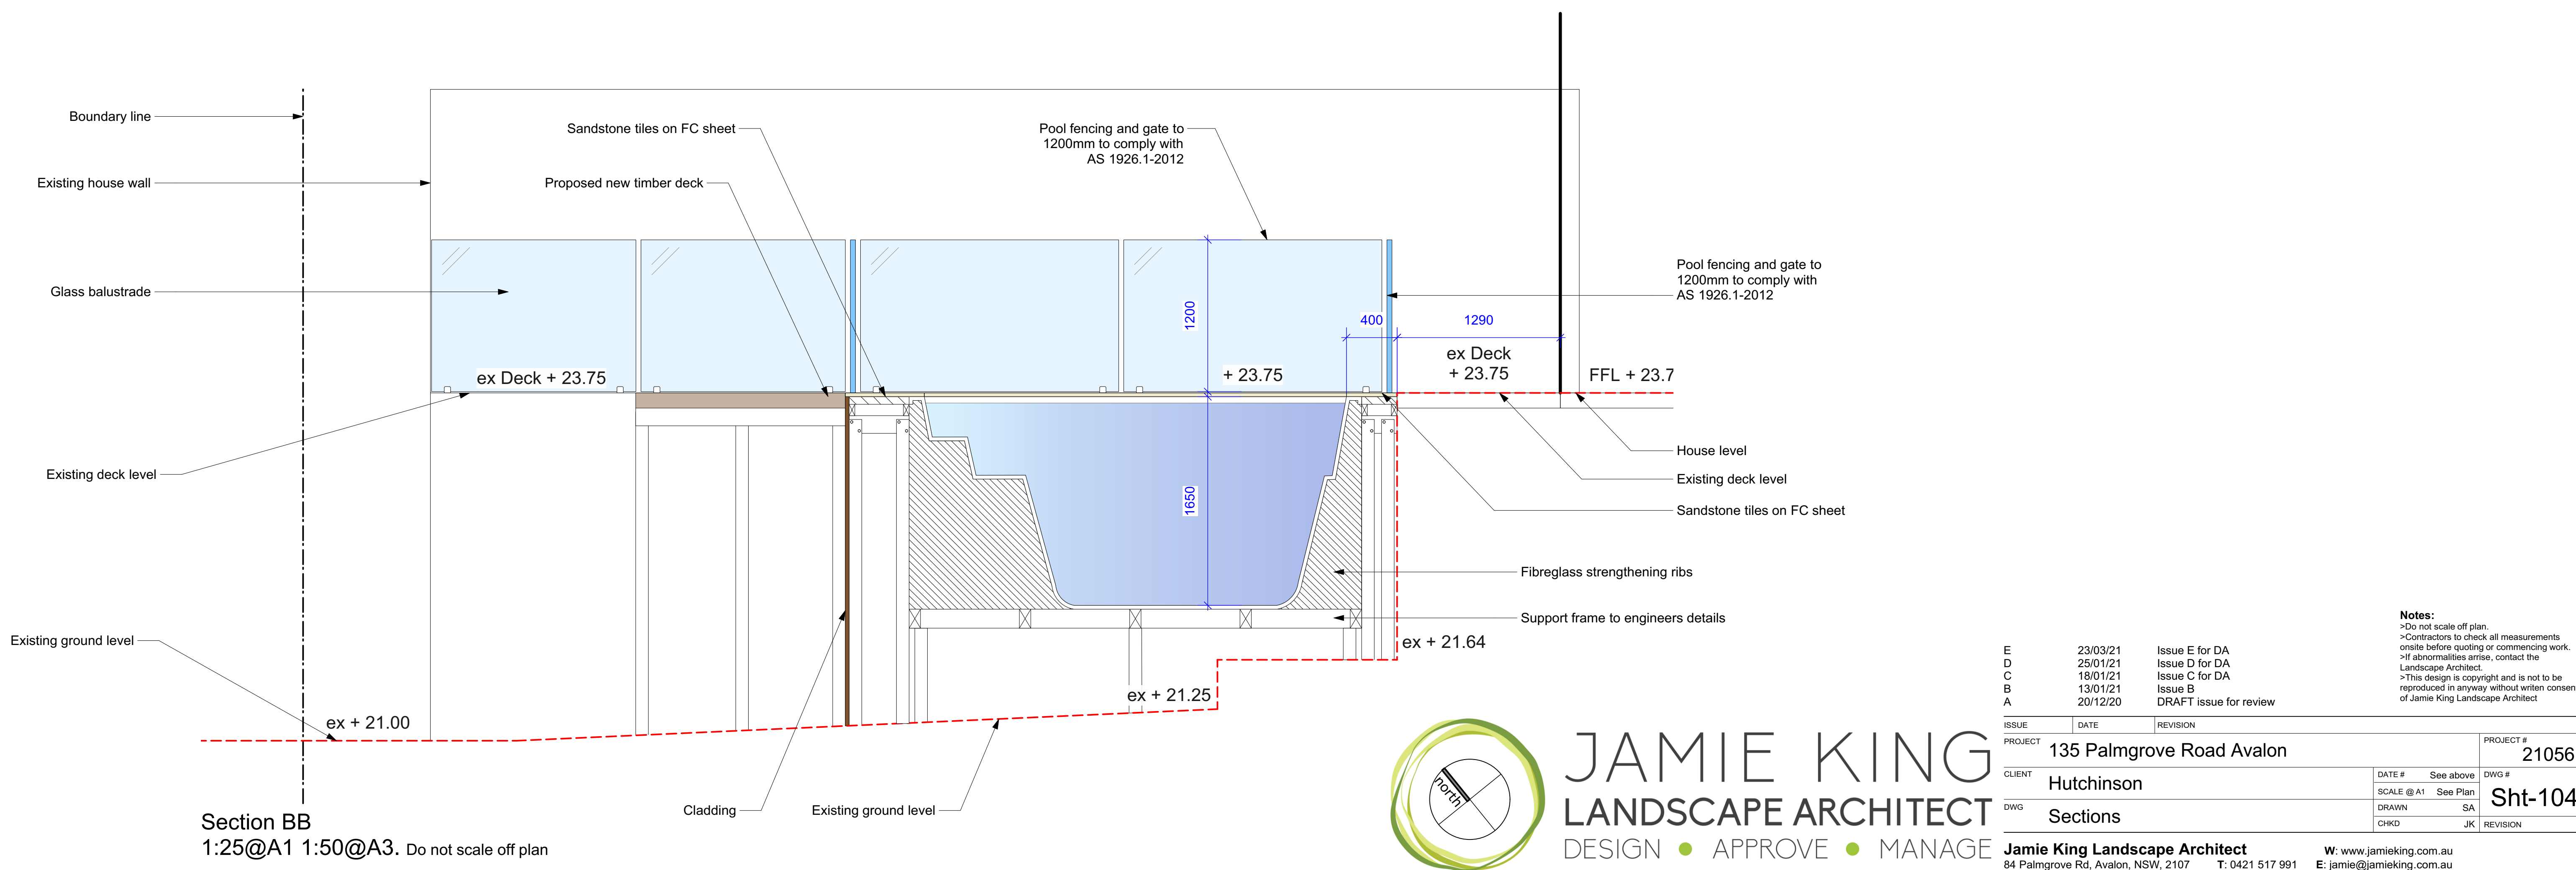 Boundary line
Existing house wall
Glass balustrade
Existing deck level
Existing ground level
Sandstone tiles on FC sheet
Proposed new timber deck
Pool fencing and gate to
1200mm to comply with
AS 1926.1-2012
Pool fencing and gate to
1200mm to comply with
AS 1926.1-2012
1200
400
1290
ex Deck + 23.75
+ 23.75
ex Deck
+ 23.75
FFL + 23.7
House level
Existing deck level
Sandstone tiles on FC sheet
1650
Fibreglass strengthening ribs
Support frame to engineers details
ex + 21.64
ex + 21.25
ex + 21.00
Cladding
Existing ground level
Section BB
1:25@A1 1:50@A3. Do not scale off plan
north
JAMIE KING
LANDSCAPE ARCHITECT
DESIGN ● APPROVE ● MANAGE
Notes:
>Do not scale off plan.
>Contractors to check all measurements
onsite before quoting or commencing work.
>If abnormalities arrise, contact the
Landscape Architect.
>This design is copyright and is not to be
reproduced in anyway without writen consen
of Jamie King Landscape Architect
E 23/03/21 Issue E for DA
D 25/01/21 Issue D for DA
C 18/01/21 Issue C for DA
B 13/01/21 Issue B
A 20/12/20 DRAFT issue for review
ISSUE DATE REVISION
PROJECT 135 Palmgrove Road Avalon PROJECT # 21056
CLIENT Hutchinson DATE # See above DWG #
SCALE @ A1 See Plan Sht-104
DWG Sections DRAWN SA
CHKD JK REVISION
Jamie King Landscape Architect W: www.jamieking.com.au
84 Palmgrove Rd, Avalon, NSW, 2107 T: 0421 517 991 E: jamie@jamieking.com.au